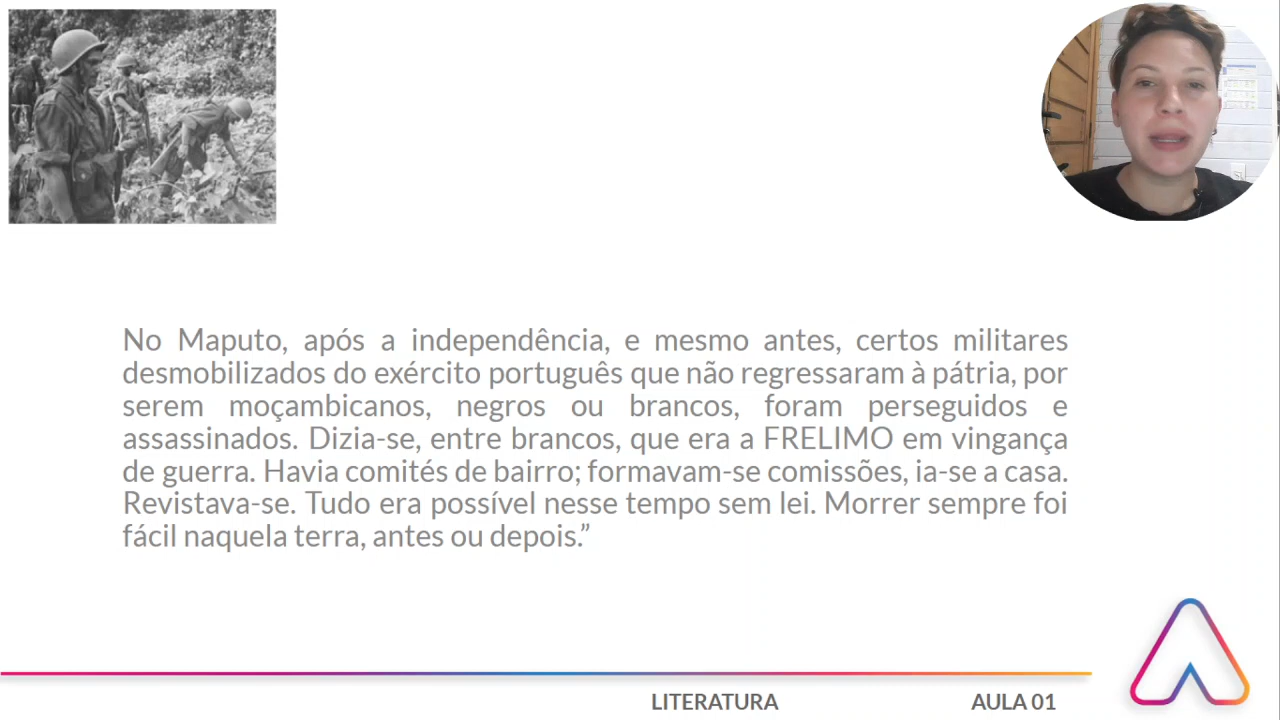 No Maputo, após a independência, e mesmo antes, certos militares
desmobilizados do exército português que não regressaram à pátria, por
serem moçambicanos, negros ou brancos, foram perseguidos e
assassinados. Dizia-se, entre brancos, que era a FRELIMO em vingança
de guerra. Havia comités de bairro; formavam-se comissões, ia-se a casa.
Revistava-se. Tudo era possível nesse tempo sem lei. Morrer sempre foi
fácil naquela terra, antes ou depois.”
LITERATURA
AULA 01